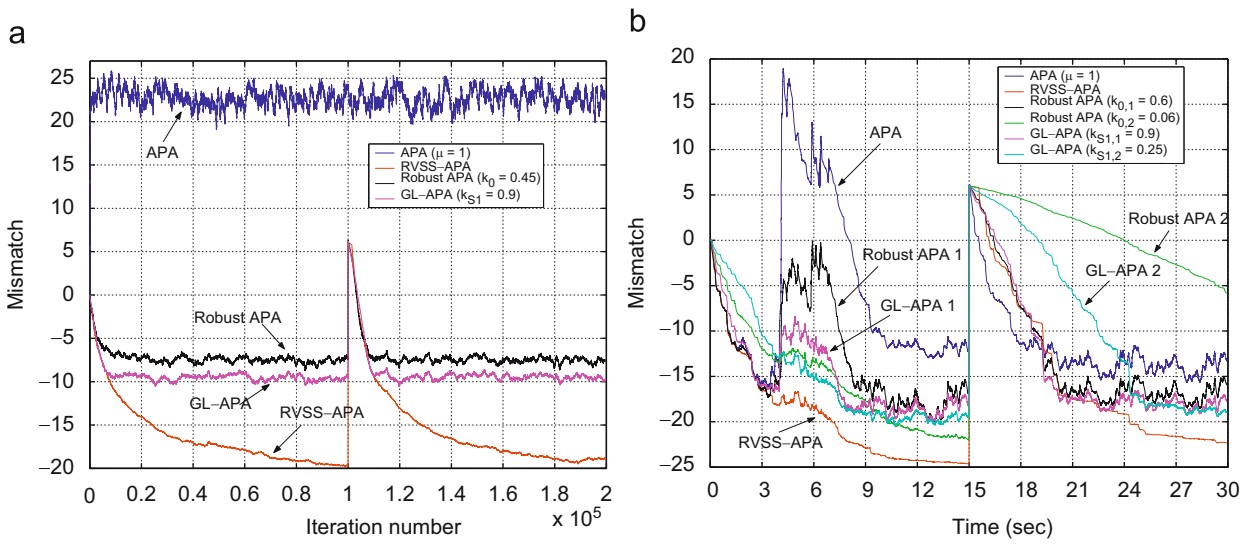 a
25
20
15
10
5
0
−5
−10
−15
−20
Mismatch
APA
APA (μ = 1)
RVSS−APA
Robust APA (k0 = 0.45)
GL−APA (kS1 = 0.9)
Robust APA
GL−APA
RVSS−APA
0 0.2 0.4 0.6 0.8 1 1.2 1.4 1.6 1.8 2
Iteration number
x 10^5
b
20
15
10
5
0
−5
−10
−15
−20
−25
Mismatch
APA (μ = 1)
RVSS−APA
Robust APA (k0,1 = 0.6)
Robust APA (k0,2 = 0.06)
GL−APA (kS1,1 = 0.9)
GL−APA (kS1,2 = 0.25)
APA
Robust APA 1
Robust APA 2
GL−APA 2
GL−APA 1
RVSS−APA
0 3 6 9 12 15 18 21 24 27 30
Time (sec)